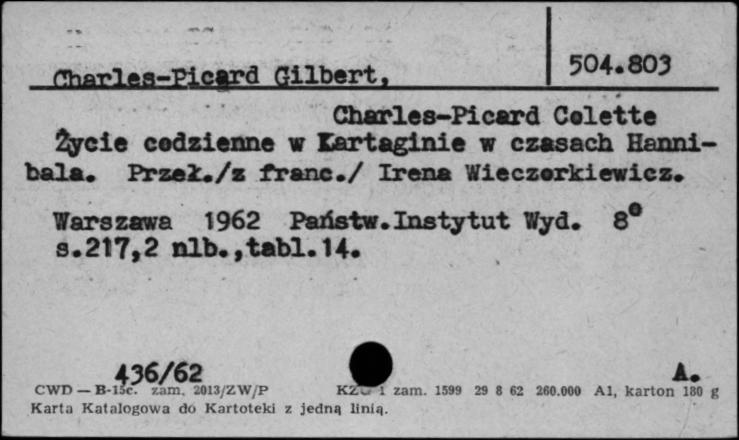 504.803
Charles-Picard Gilbert,
Charles-Picard Colette
Życie codzienne w Kartaginie w czasach Hanni-
bala. Przeł./z franc./ Irena Wieczorkiewicz.
Warszawa 1962 Państw.Instytut Wyd. 8°
s.217,2 nlb.,tabl.14.
436/62 A.
CWD — B-15c. zam. 2013/ZW/P 1 zam. 1599 29 8 62 260.000 A1, karton 180 g
Karta Katalogowa do Kartoteki z jedną linią.